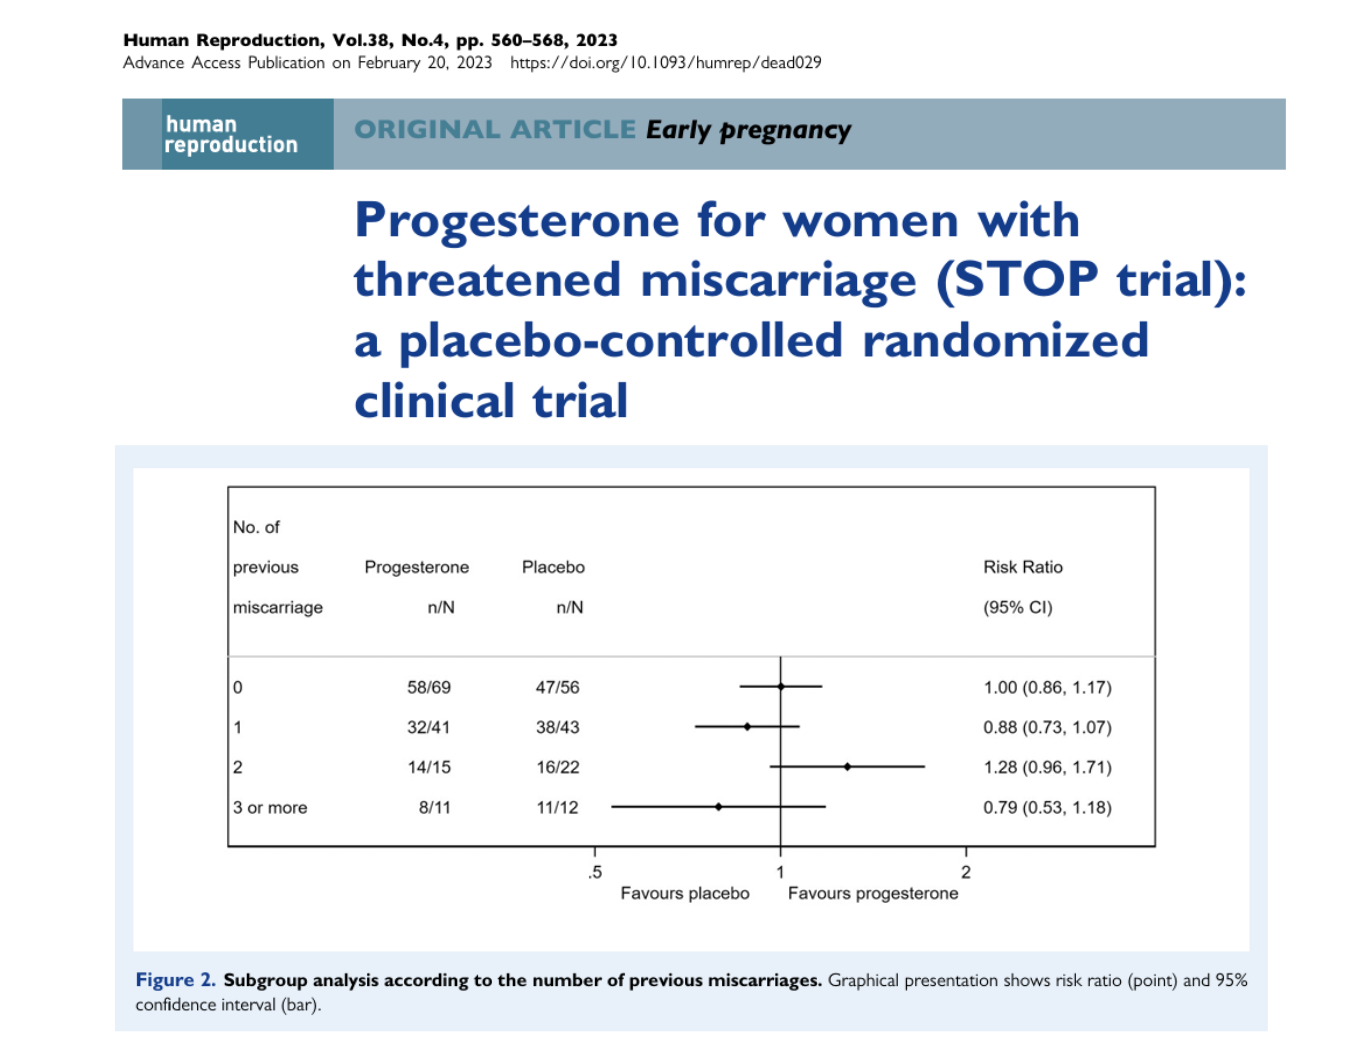 Human Reproduction, Vol.38, No.4, pp. 560–568, 2023
Advance Access Publication on February 20, 2023 https://doi.org/10.1093/humrep/dead029
human
reproduction
ORIGINAL ARTICLE Early pregnancy
Progesterone for women with
threatened miscarriage (STOP trial):
a placebo-controlled randomized
clinical trial
No. of
previous Progesterone Placebo Risk Ratio
miscarriage n/N n/N (95% CI)
0 58/69 47/56 1.00 (0.86, 1.17)
1 32/41 38/43 0.88 (0.73, 1.07)
2 14/15 16/22 1.28 (0.96, 1.71)
3 or more 8/11 11/12 0.79 (0.53, 1.18)
.5 1 2
Favours placebo Favours progesterone
Figure 2. Subgroup analysis according to the number of previous miscarriages. Graphical presentation shows risk ratio (point) and 95%
confidence interval (bar).